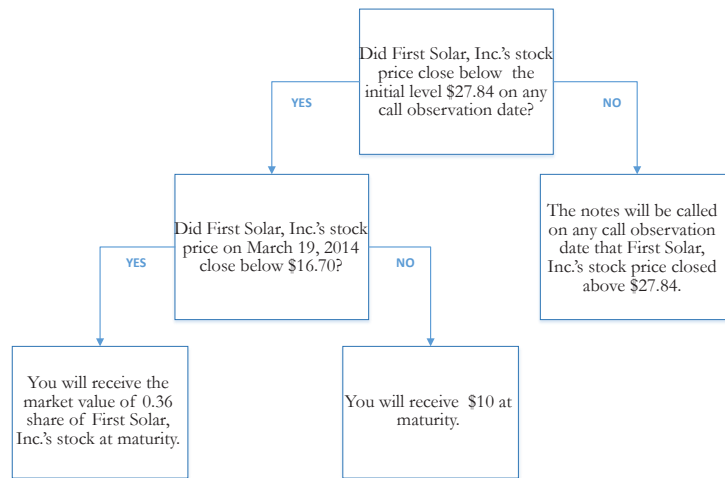 Did First Solar, Inc.'s stock
price close below the
initial level $27.84 on any
call observation date?
YES
NO
Did First Solar, Inc.'s stock
price on March 19, 2014
close below $16.70?
The notes will be called
on any call observation
date that First Solar,
Inc.'s stock price closed
above $27.84.
YES
NO
You will receive the
market value of 0.36
share of First Solar,
Inc.'s stock at maturity.
You will receive $10 at
maturity.